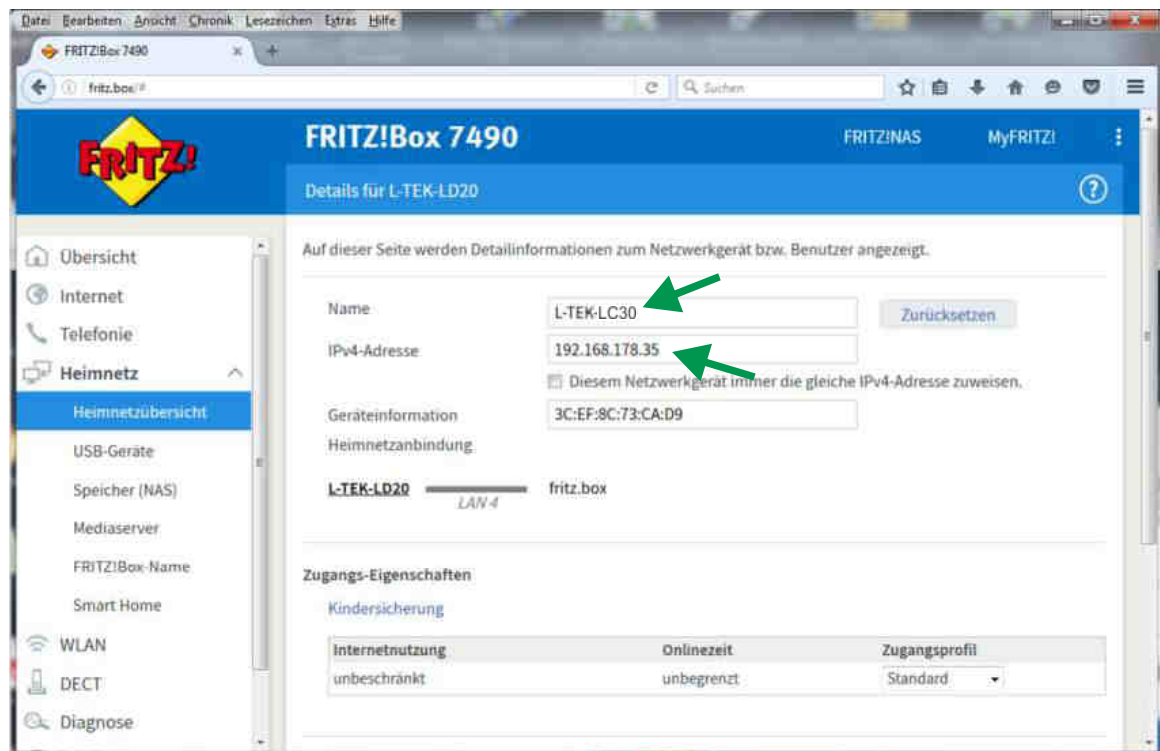 Datei Bearbeiten Ansicht Chronik Lesezeichen Extras Hilfe
FRITZ!Box 7490
fritz.box/#
Suchen
FRITZ!
FRITZ!Box 7490
FRITZ!NAS
MyFRITZ!
Details für L-TEK-LD20
Übersicht
Internet
Telefonie
Heimnetz
Heimnetzübersicht
USB-Geräte
Speicher (NAS)
Mediaserver
FRITZ!Box-Name
Smart Home
WLAN
DECT
Diagnose
Auf dieser Seite werden Detailinformationen zum Netzwerkgerät bzw. Benutzer angezeigt.
Name L-TEK-LC30 Zurücksetzen
IPv4-Adresse 192.168.178.35
Diesem Netzwerkgerät immer die gleiche IPv4-Adresse zuweisen.
Geräteinformation 3C:EF:8C:73:CA:D9
Heimnetzanbindung
L-TEK-LD20 LAN 4 fritz.box
Zugangs-Eigenschaften
Kindersicherung
Internetnutzung Onlinezeit Zugangsprofil
unbeschränkt unbegrenzt Standard